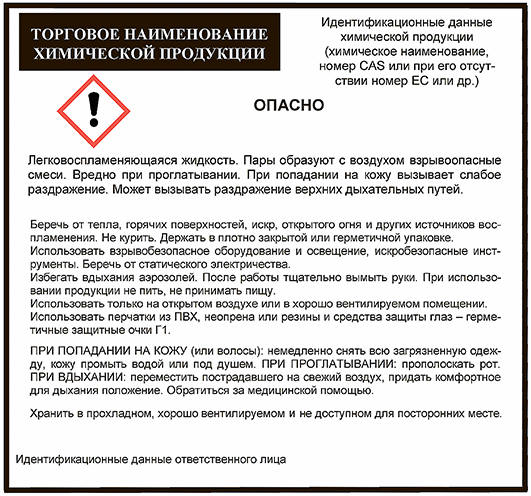 ТОРГОВОЕ НАИМЕНОВАНИЕ
ХИМИЧЕСКОЙ ПРОДУКЦИИ
Идентификационные данные
химической продукции
(химическое наименование,
номер CAS или при его отсут-
ствии номер ЕС или др.)
ОПАСНО
Легковоспламеняющаяся жидкость. Пары образуют с воздухом взрывоопасные
смеси. Вредно при проглатывании. При попадании на кожу вызывает слабое
раздражение. Может вызывать раздражение верхних дыхательных путей.
Беречь от тепла, горячих поверхностей, искр, открытого огня и других источников вос-
пламенения. Не курить. Держать в плотно закрытой или герметичной упаковке.
Использовать взрывобезопасное оборудование и освещение, искробезопасные инст-
рументы. Беречь от статического электричества.
Избегать вдыхания аэрозолей. После работы тщательно вымыть руки. При использо-
вании продукции не пить, не принимать пищу.
Использовать только на открытом воздухе или в хорошо вентилируемом помещении.
Использовать перчатки из ПВХ, неопрена или резины и средства защиты глаз – герме-
тичные защитные очки Г1.
ПРИ ПОПАДАНИИ НА КОЖУ (или волосы): немедленно снять всю загрязненную одеж-
ду, кожу промыть водой или под душем. ПРИ ПРОГЛАТЫВАНИИ: прополоскать рот.
ПРИ ВДЫХАНИИ: переместить пострадавшего на свежий воздух, придать комфортное
для дыхания положение. Обратиться за медицинской помощью.
Хранить в прохладном, хорошо вентилируемом и не доступном для посторонних месте.
Идентификационные данные ответственного лица